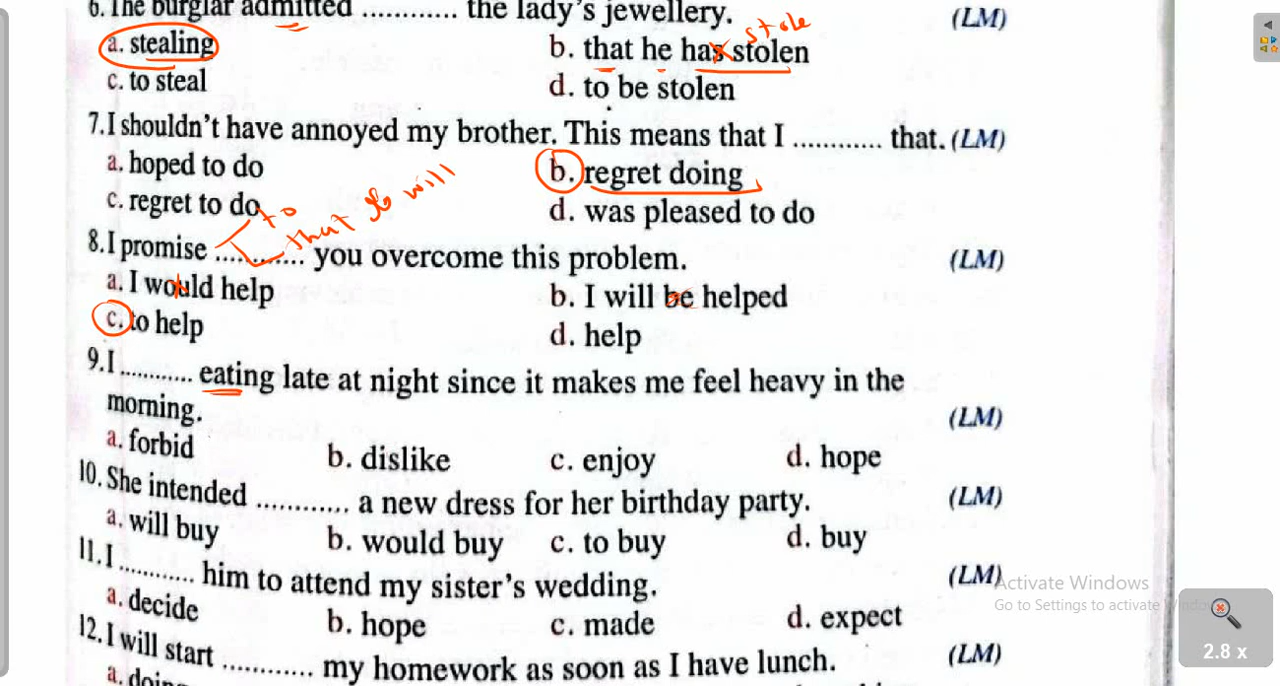 6. The burglar admitted ............ the lady's jewellery. (LM)
stole
a. stealing b. that he has stolen
c. to steal d. to be stolen
7. I shouldn't have annoyed my brother. This means that I ............ that. (LM)
a. hoped to do b. regret doing
c. regret to do d. was pleased to do
to
that I will
8. I promise ............ you overcome this problem. (LM)
a. I would help b. I will be helped
c. to help d. help
9. I ............ eating late at night since it makes me feel heavy in the
morning. (LM)
a. forbid b. dislike c. enjoy d. hope
10. She intended ............ a new dress for her birthday party. (LM)
a. will buy b. would buy c. to buy d. buy
11. I ............ him to attend my sister's wedding. (LM)
a. decide b. hope c. made d. expect
12. I will start ............ my homework as soon as I have lunch. (LM)
Activate Windows
Go to Settings to activate
2.8 x